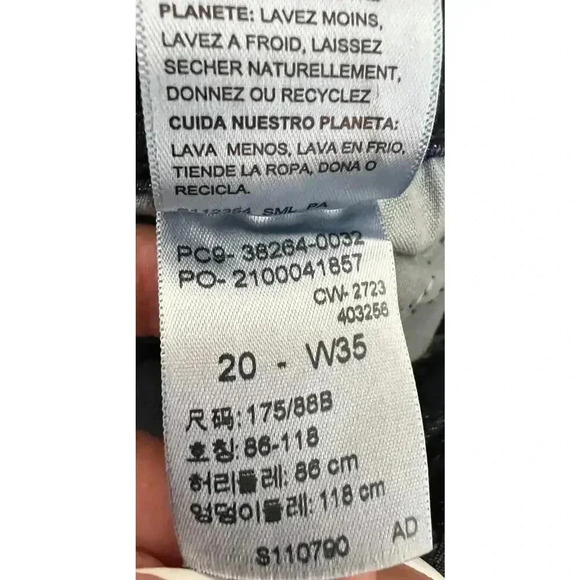 PLANETE: LAVEZ MOINS,
LAVEZ A FROID, LAISSEZ
SECHER NATURELLEMENT,
DONNEZ OU RECYCLEZ
CUIDA NUESTRO PLANETA:
LAVA MENOS, LAVA EN FRIO,
TIENDE LA ROPA, DONA O
RECICLA.
SML PA
PC9- 38264-0032
PO- 2100041857
CW- 2723
403256
20 - W35
尺码: 175/88B
호칭: 86-118
허리둘레: 86 cm
엉덩이둘레: 118 cm
S110790 AD